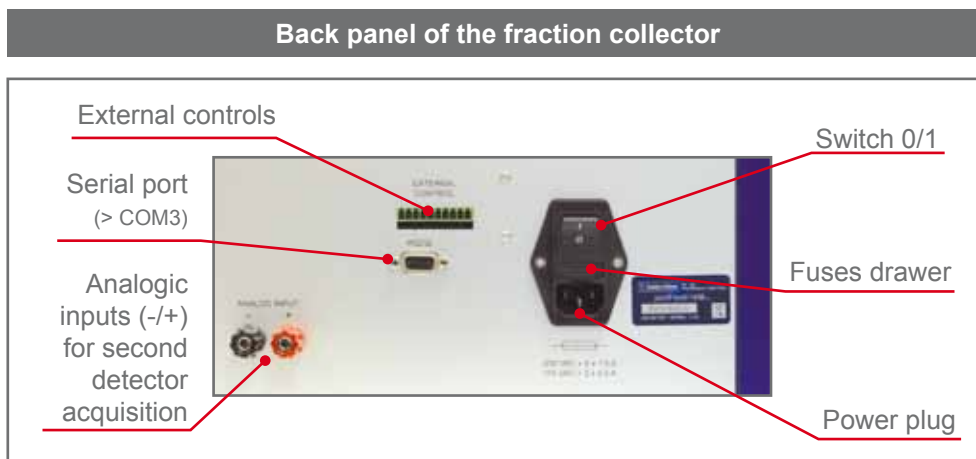 Back panel of the fraction collector
External controls
Switch 0/1
Serial port
(> COM3)
Fuses drawer
Analogic
inputs (-/+)
for second
detector
acquisition
Power plug
EXTERNAL
CONTROL
ANALOG INPUT
- +